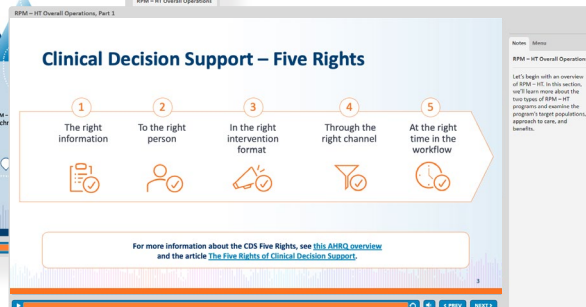 RPM – HT Overall Operations
RPM – HT Overall Operations, Part 1
Clinical Decision Support – Five Rights
1
The right
information
2
To the right
person
3
In the right
intervention
format
4
Through the
right channel
5
At the right
time in the
workflow
For more information about the CDS Five Rights, see this AHRQ overview
and the article The Five Rights of Clinical Decision Support.
3
< PREV
NEXT >
Notes Menu
RPM – HT Overall Operation
Let's begin with an overview
of RPM – HT. In this section,
we'll learn more about the
two types of RPM – HT
programs and examine the
program's target populations,
approach to care, and
benefits.